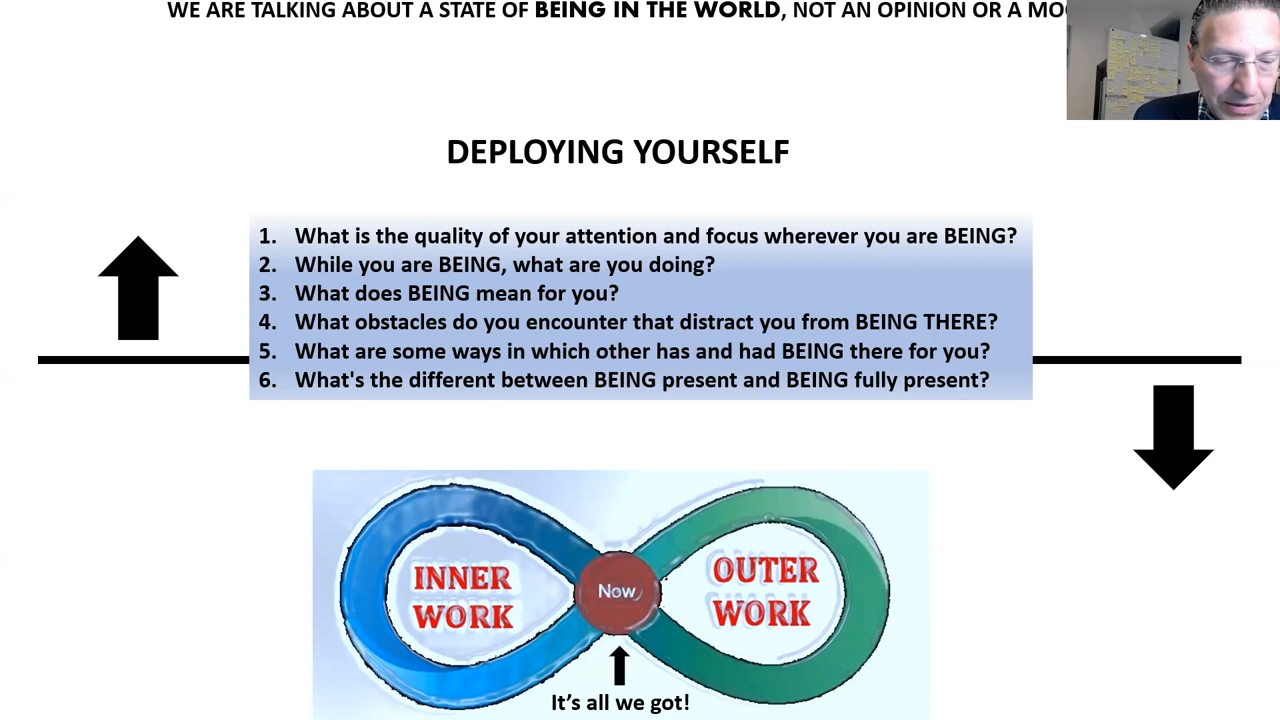 WE ARE TALKING ABOUT A STATE OF BEING IN THE WORLD, NOT AN OPINION OR A
DEPLOYING YOURSELF
1. What is the quality of your attention and focus wherever you are BEING?
2. While you are BEING, what are you doing?
3. What does BEING mean for you?
4. What obstacles do you encounter that distract you from BEING THERE?
5. What are some ways in which other has and had BEING there for you?
6. What's the different between BEING present and BEING fully present?
INNER
WORK
Now
OUTER
WORK
It's all we got!